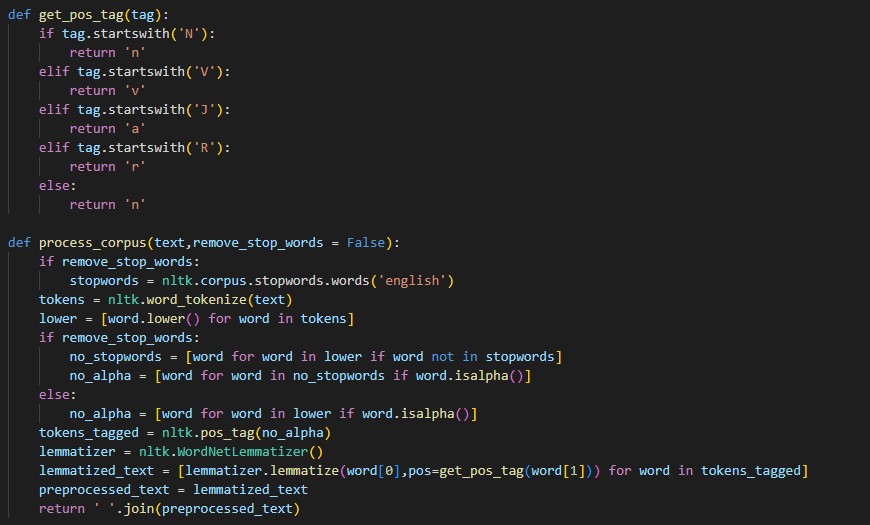 def get_pos_tag(tag):
    if tag.startswith('N'):
        return 'n'
    elif tag.startswith('V'):
        return 'v'
    elif tag.startswith('J'):
        return 'a'
    elif tag.startswith('R'):
        return 'r'
    else:
        return 'n'

def process_corpus(text,remove_stop_words = False):
    if remove_stop_words:
        stopwords = nltk.corpus.stopwords.words('english')
    tokens = nltk.word_tokenize(text)
    lower = [word.lower() for word in tokens]
    if remove_stop_words:
        no_stopwords = [word for word in lower if word not in stopwords]
        no_alpha = [word for word in no_stopwords if word.isalpha()]
    else:
        no_alpha = [word for word in lower if word.isalpha()]
    tokens_tagged = nltk.pos_tag(no_alpha)
    lemmatizer = nltk.WordNetLemmatizer()
    lemmatized_text = [lemmatizer.lemmatize(word[0],pos=get_pos_tag(word[1])) for word in tokens_tagged]
    preprocessed_text = lemmatized_text
    return ' '.join(preprocessed_text)